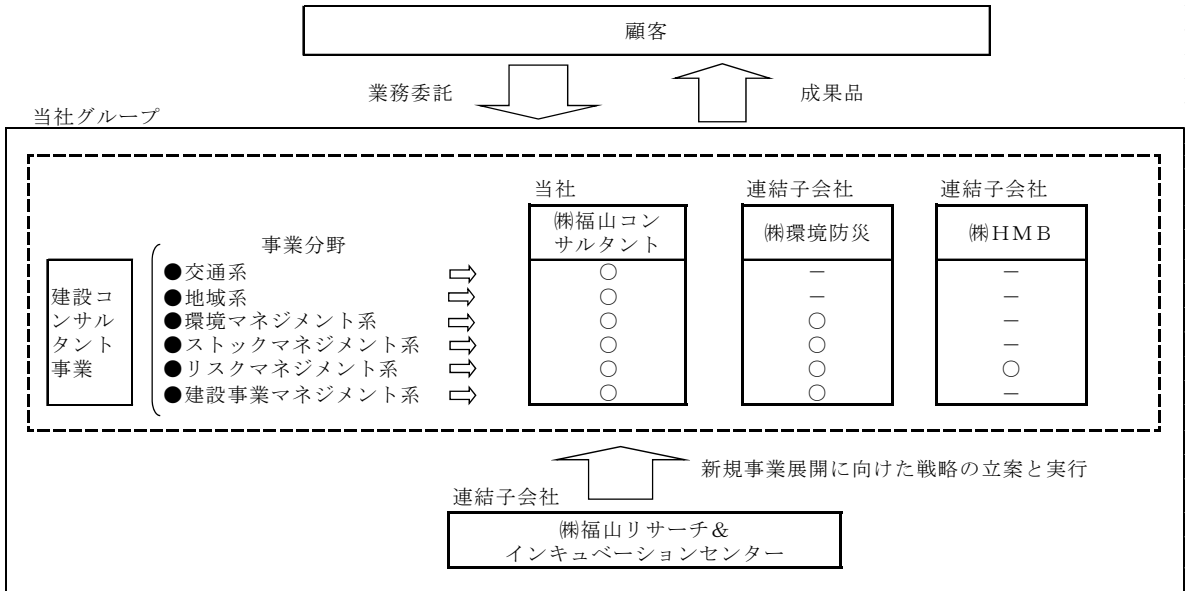 顧客
業務委託
成果品
当社グループ
当社
連結子会社
連結子会社
㈱福山コン
サルタント
㈱環境防災
㈱HMB
事業分野
建設コ
ンサル
タント
事業
●交通系 ⇨ ○ － －
●地域系 ⇨ ○ － －
●環境マネジメント系 ⇨ ○ ○ －
●ストックマネジメント系 ⇨ ○ ○ －
●リスクマネジメント系 ⇨ ○ ○ ○
●建設事業マネジメント系 ⇨ ○ ○ －
新規事業展開に向けた戦略の立案と実行
連結子会社
㈱福山リサーチ＆
インキュベーションセンター